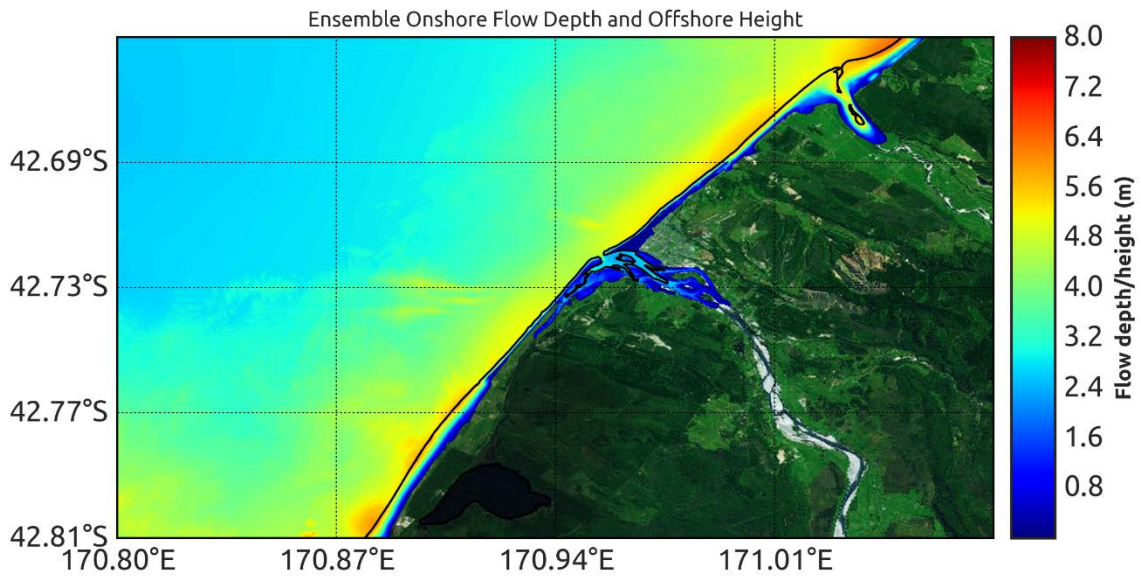 Ensemble Onshore Flow Depth and Offshore Height
8.0
7.2
6.4
5.6
4.8
4.0
3.2
2.4
1.6
0.8
Flow depth/height (m)
42.69°S
42.73°S
42.77°S
42.81°S
170.80°E 170.87°E 170.94°E 171.01°E